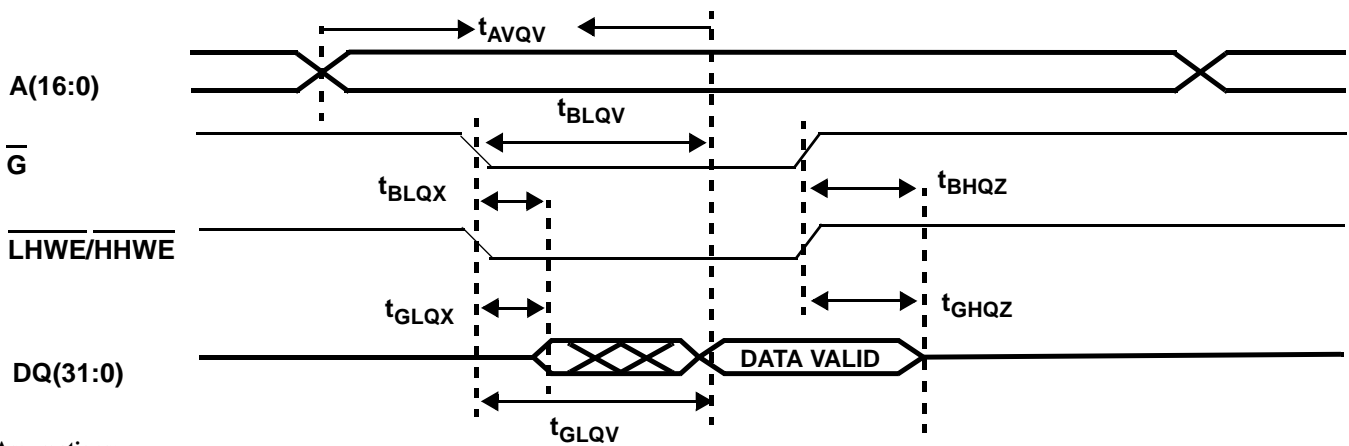 tAVQV
A(16:0)
tBLQV
G
tBLQX
tBHQZ
LHWE/HHWE
tGLQX
tGHQZ
DQ(31:0)
DATA VALID
tGLQV